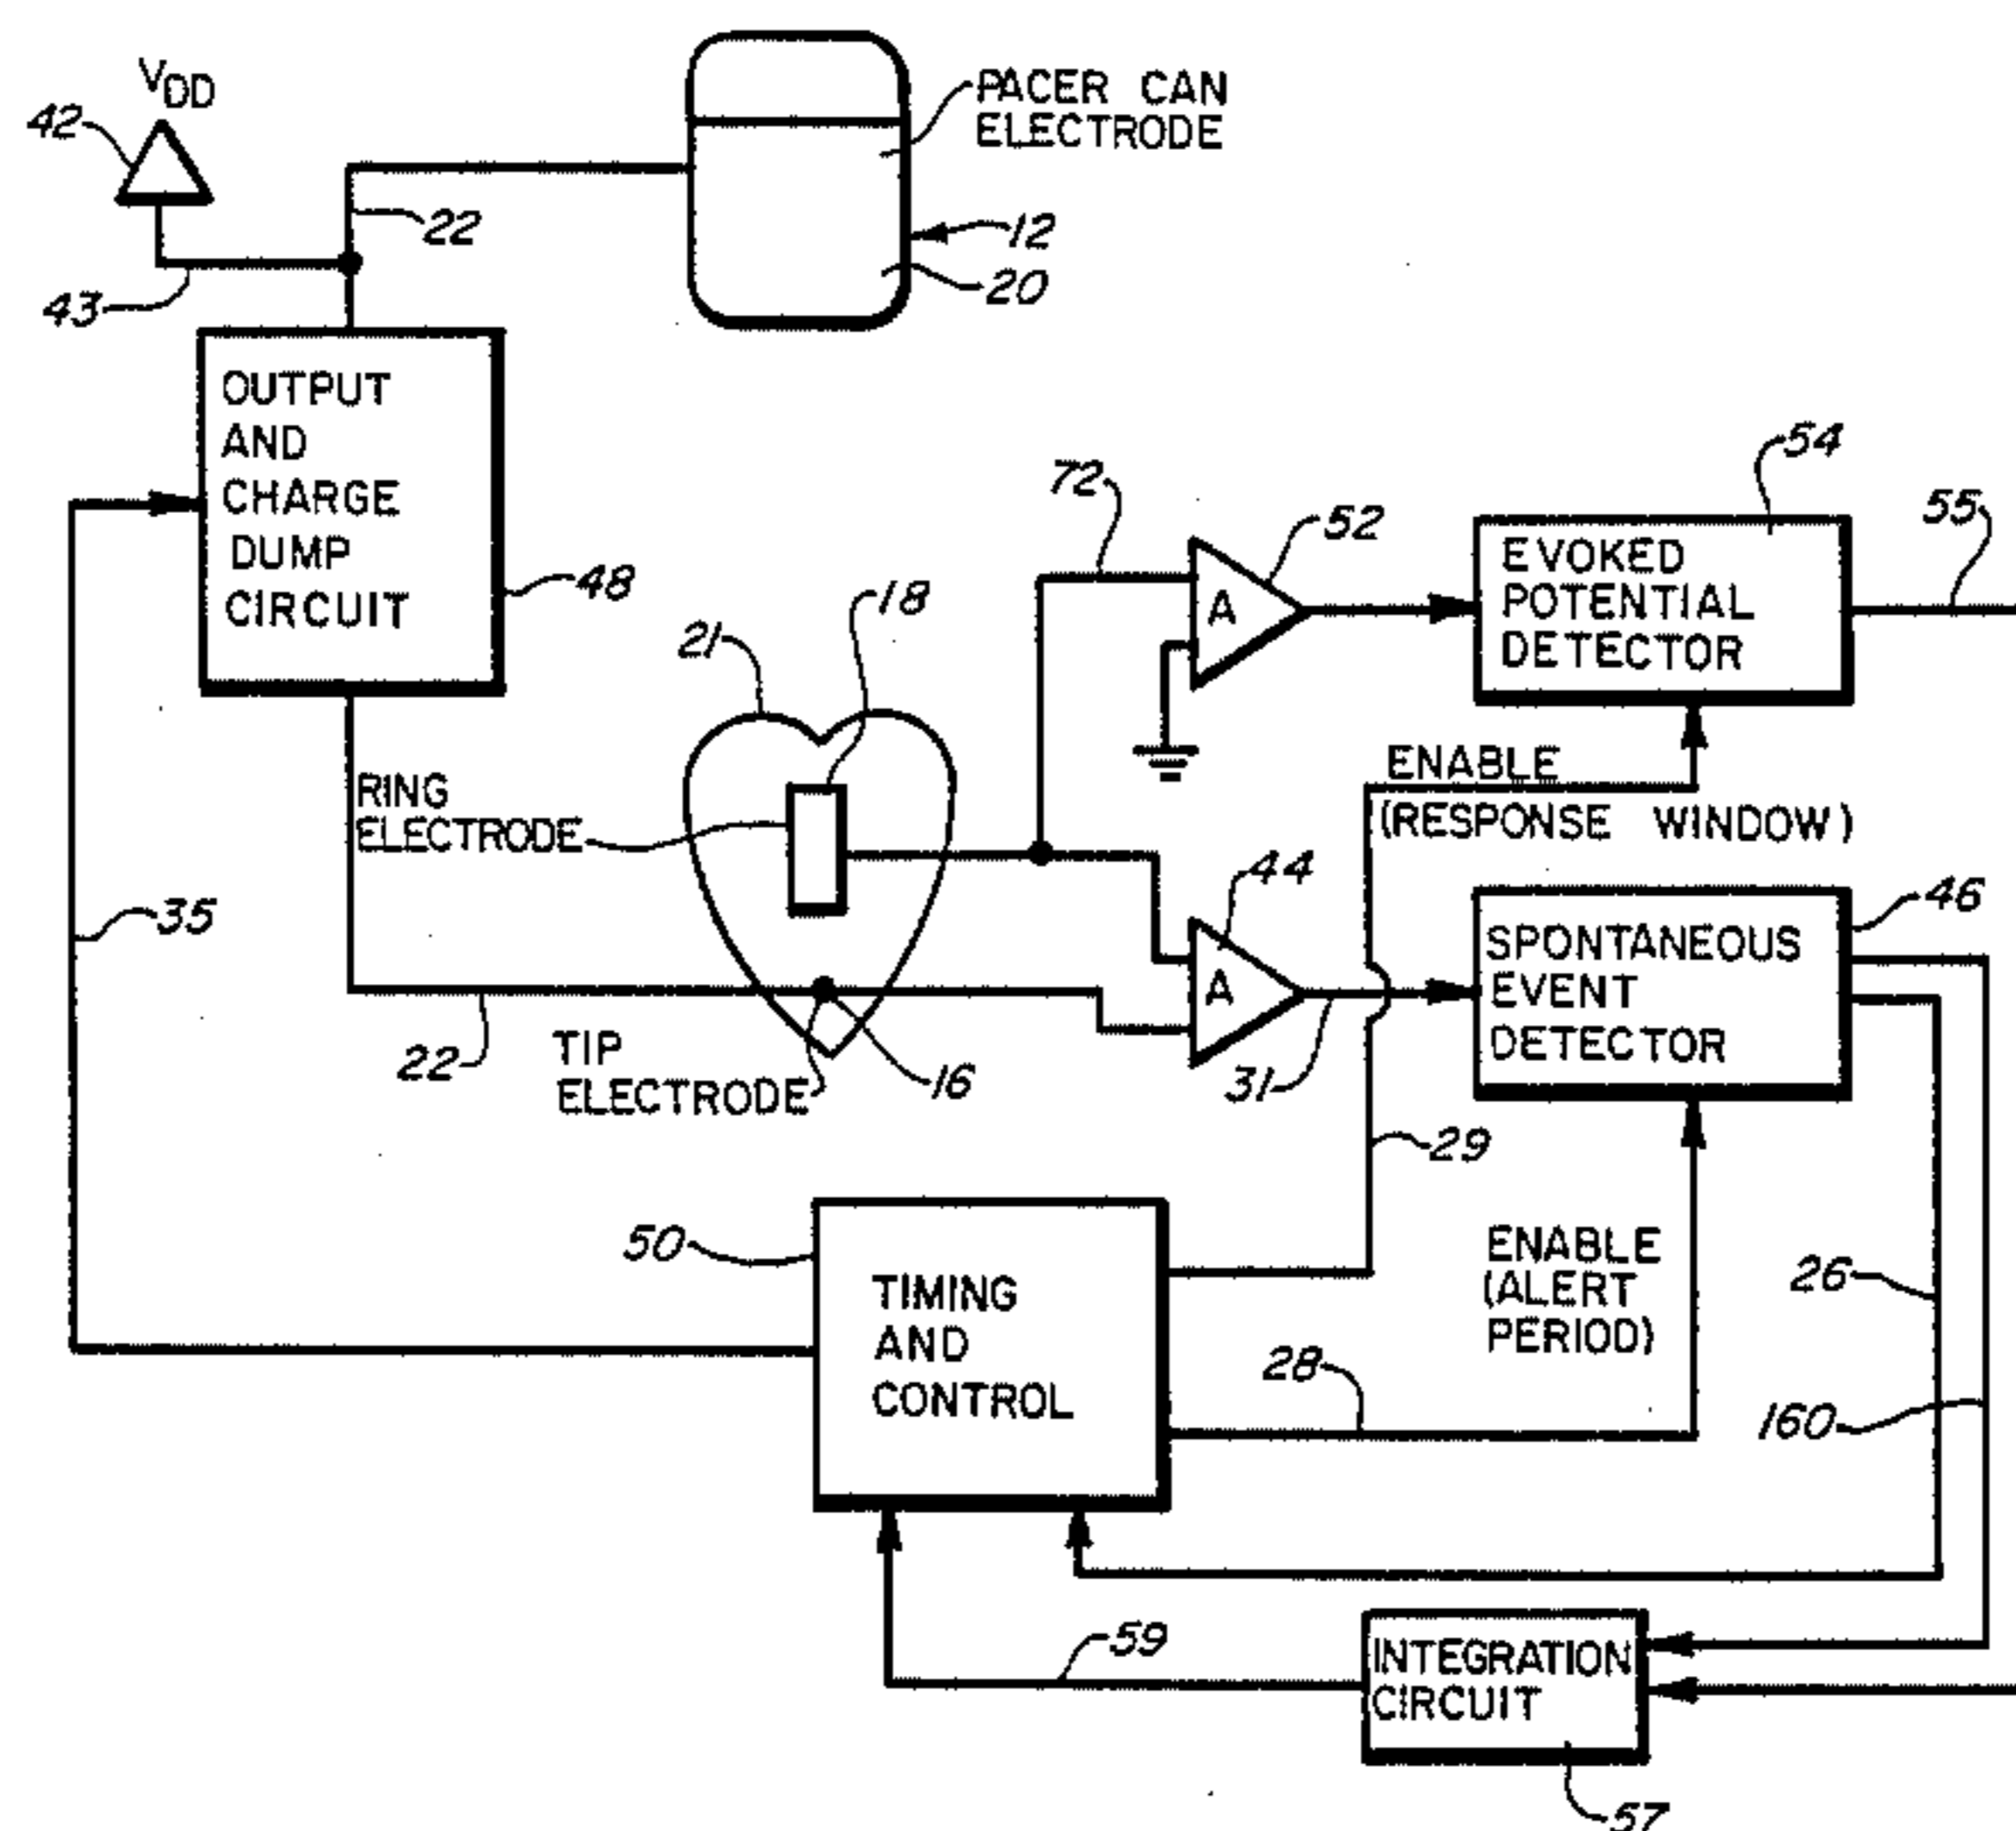 VDD
42
PACER CAN
ELECTRODE
22
12
20
43
OUTPUT
AND
CHARGE
DUMP
CIRCUIT
48
72
52
54
55
A
EVOKED
POTENTIAL
DETECTOR
18
21
RING
ELECTRODE
ENABLE
(RESPONSE WINDOW)
44
46
35
A
SPONTANEOUS
EVENT
DETECTOR
22
TIP
ELECTRODE
16
31
29
50
TIMING
AND
CONTROL
ENABLE
(ALERT
PERIOD)
26
28
160
59
INTEGRATION
CIRCUIT
57